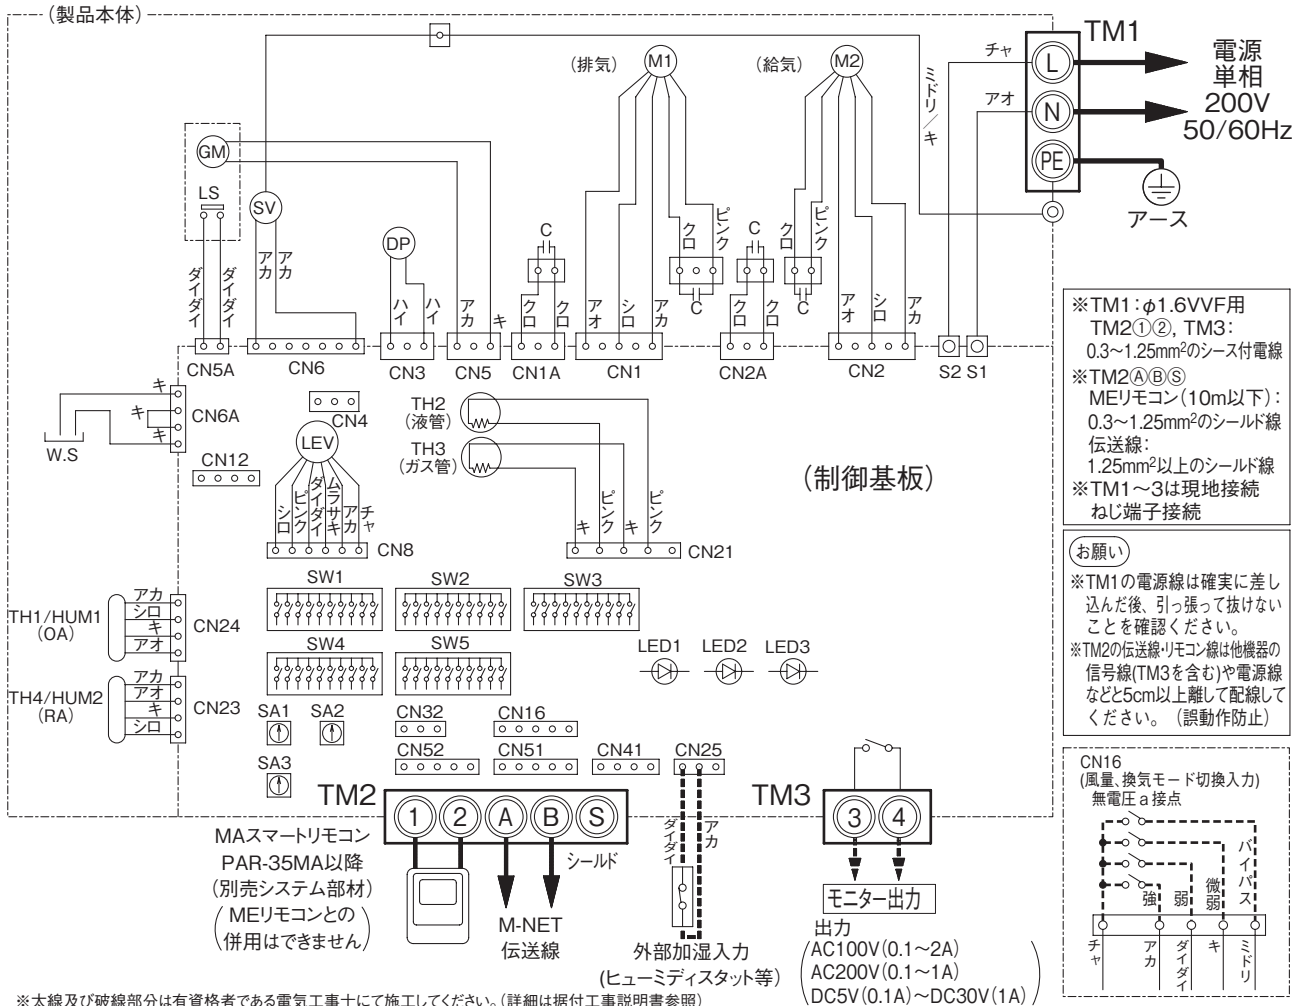 (製品本体)
TM1
チャ
L
電源
単相
200V
50/60Hz
アオ
N
PE
アース
ミドリ／キ
(排気)
M1
(給気)
M2
GM
LS
SV
DP
ダイダイ
ダイダイ
アカ
アカ
ハイ
ハイ
アカ
キ
C
クロ
クロ
アオ
シロ
アカ
クロ
ピンク
C
C
クロ
クロ
クロ
ピンク
C
アオ
シロ
アカ
CN5A
CN6
CN3
CN5
CN1A
CN1
CN2A
CN2
S2 S1
キ
キ
キ
CN6A
W.S
CN4
CN12
LEV
シロ
ピンク
ダイダイ
ムラサキ
アカ
チャ
CN8
TH2
(液管)
TH3
(ガス管)
キ
ピンク
キ
ピンク
CN21
(制御基板)
SW1
SW2
SW3
SW4
SW5
LED1
LED2
LED3
TH1/HUM1
(OA)
アカ
シロ
キ
アオ
CN24
TH4/HUM2
(RA)
アカ
アオ
キ
シロ
CN23
SA1
SA2
SA3
CN32
CN16
CN52
CN51
CN41
CN25
TM2
1
2
A
B
S
シールド
TM3
3
4
MAスマートリモコン
PAR-35MA以降
(別売システム部材)
(MEリモコンとの
併用はできません)
M-NET
伝送線
ダイダイ
アカ
外部加湿入力
(ヒューミディスタット等)
モニター出力
出力
(AC100V(0.1～2A)
AC200V(0.1～1A)
DC5V(0.1A)～DC30V(1A))
※TM1：φ1.6VVF用
TM2①②, TM3：
0.3～1.25mm²のシース付電線
※TM2ⒶⒷⓈ
MEリモコン(10m以下)：
0.3～1.25mm²のシールド線
伝送線：
1.25mm²以上のシールド線
※TM1～3は現地接続
ねじ端子接続
お願い
※TM1の電源線は確実に差し
込んだ後、引っ張って抜けない
ことを確認ください。
※TM2の伝送線・リモコン線は他機器の
信号線(TM3を含む)や電源線
などと5cm以上離して配線して
ください。（誤動作防止）
CN16
(風量、換気モード切換入力)
無電圧a接点
強
弱
微弱
バイパス
チャ
アカ
ダイダイ
キ
ミドリ
※太線及び破線部分は有資格者である電気工事士にて施工してください。(詳細は据付工事説明書参照)